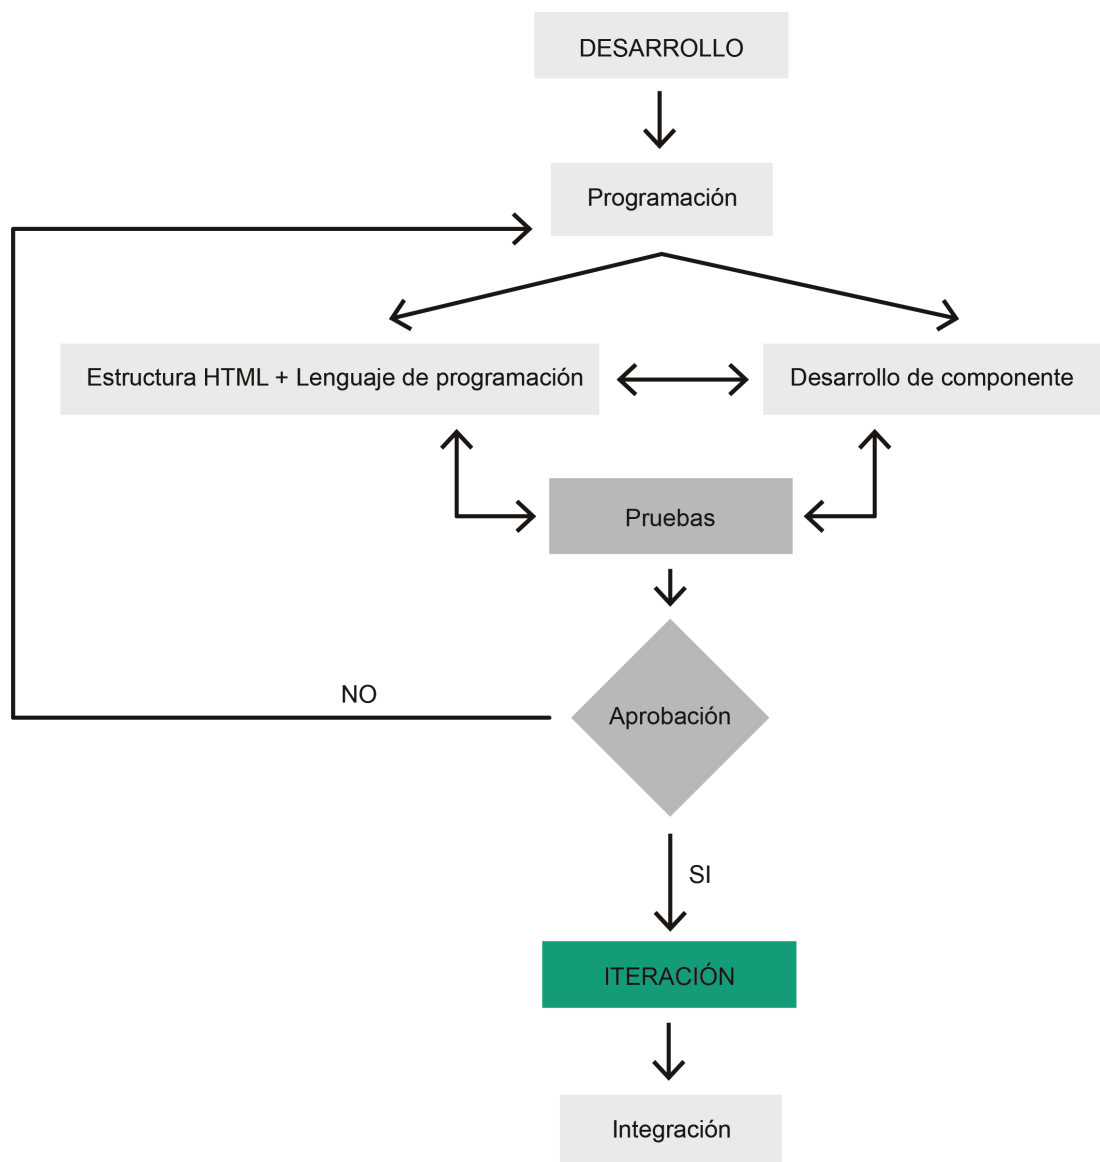 DESARROLLO
Programación
Estructura HTML + Lenguaje de programación
Desarrollo de componente
Pruebas
NO
Aprobación
SI
ITERACIÓN
Integración